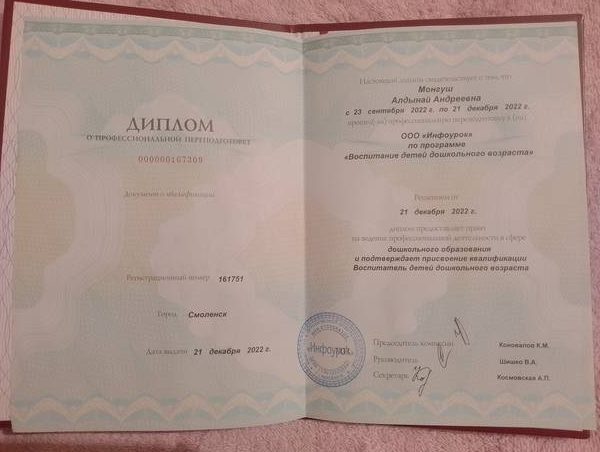 ДИПЛОМ
О ПРОФЕССИОНАЛЬНОЙ ПЕРЕПОДГОТОВКЕ
000000167309
Документ о квалификации
Регистрационный номер 161751
Город Смоленск
Дата выдачи 21 декабря 2022 г.
Настоящий диплом свидетельствует о том, что
Монгуш
Алдынай Андреевна
с 23 сентября 2022 г. по 21 декабря 2022 г.
прошел(-ла) профессиональную переподготовку в (на)
ООО «Инфоурок»
по программе
«Воспитание детей дошкольного возраста»
Решением от
21 декабря 2022 г.
диплом предоставляет право
на ведение профессиональной деятельности в сфере
дошкольного образования
и подтверждает присвоение квалификации
Воспитатель детей дошкольного возраста
«Инфоурок»
Председатель комиссии Коновалов К.М.
Руководитель Шишко В.А.
Секретарь Космовская А.П.